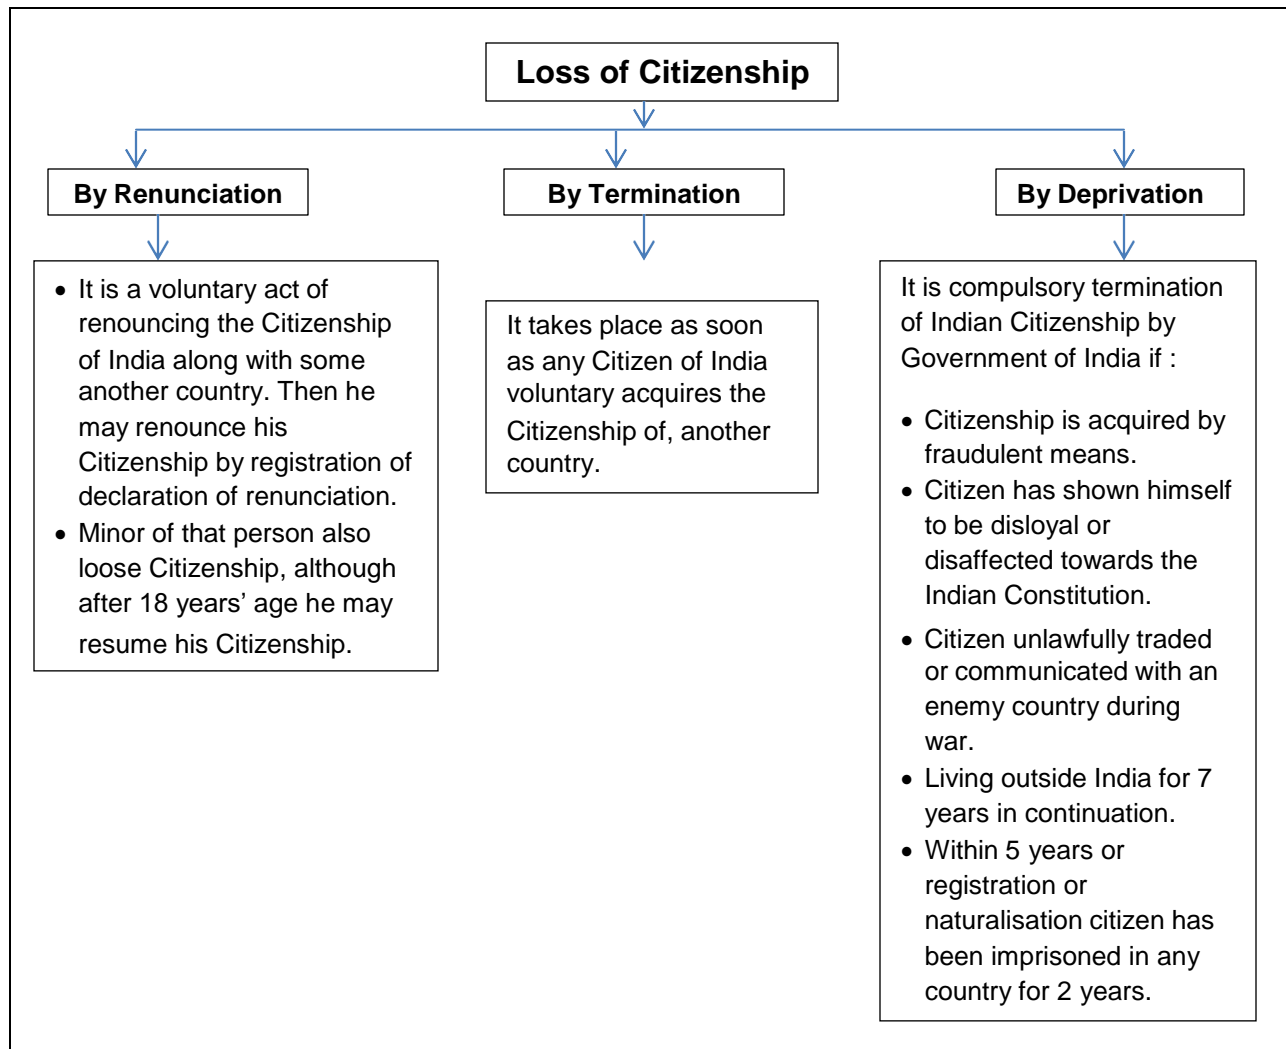 Loss of Citizenship
By Renunciation
By Termination
By Deprivation
• It is a voluntary act of
renouncing the Citizenship
of India along with some
another country. Then he
may renounce his
Citizenship by registration of
declaration of renunciation.
• Minor of that person also
loose Citizenship, although
after 18 years’ age he may
resume his Citizenship.
It takes place as soon
as any Citizen of India
voluntary acquires the
Citizenship of, another
country.
It is compulsory termination
of Indian Citizenship by
Government of India if :
• Citizenship is acquired by
fraudulent means.
• Citizen has shown himself
to be disloyal or
disaffected towards the
Indian Constitution.
• Citizen unlawfully traded
or communicated with an
enemy country during
war.
• Living outside India for 7
years in continuation.
• Within 5 years or
registration or
naturalisation citizen has
been imprisoned in any
country for 2 years.